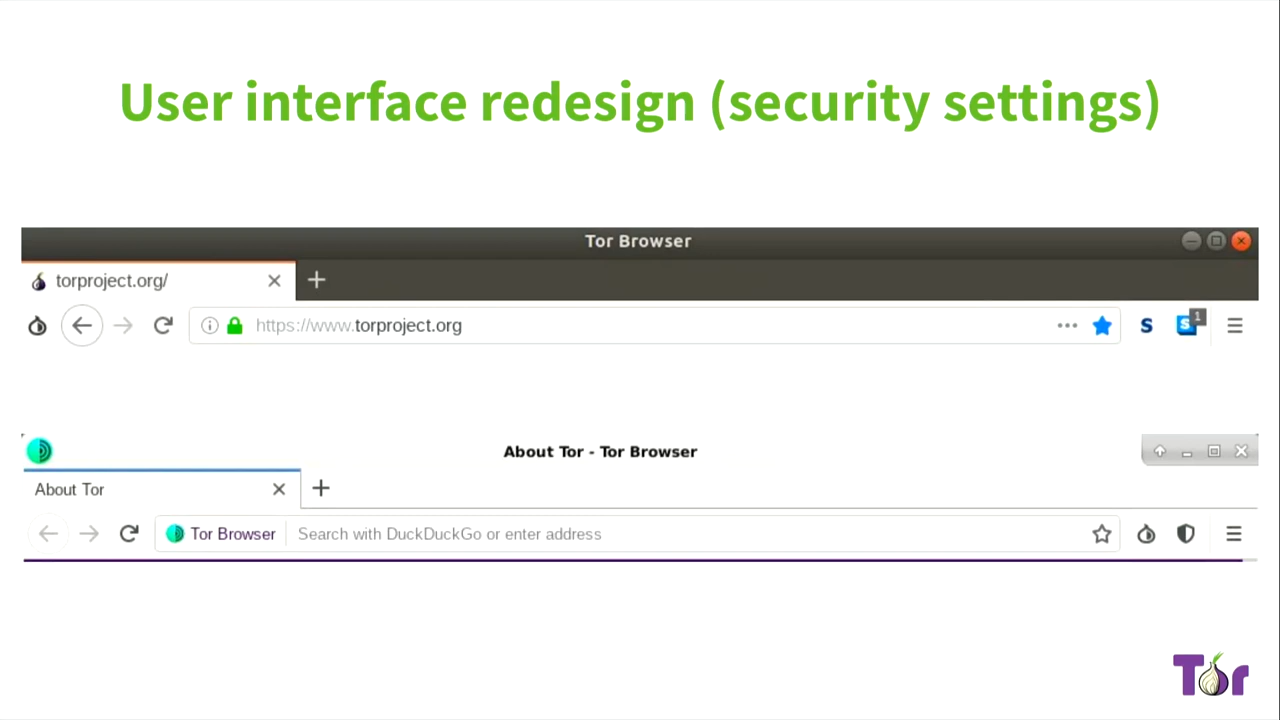 User interface redesign (security settings)
Tor Browser
torproject.org/
https://www.torproject.org
S
S 1
About Tor - Tor Browser
About Tor
Tor Browser Search with DuckDuckGo or enter address
Tor